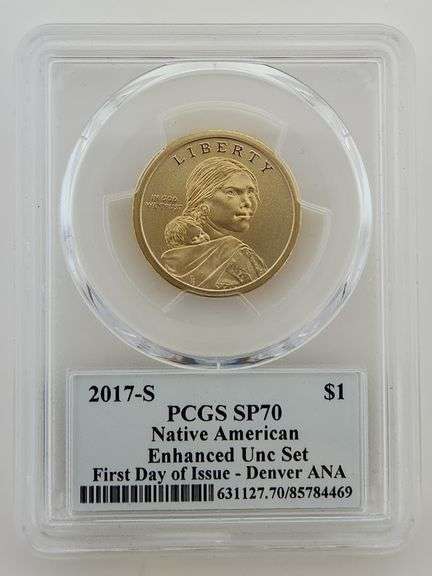 LIBERTY
IN GOD
WE TRUST
S
2017-S $1
PCGS SP70
Native American
Enhanced Unc Set
First Day of Issue - Denver ANA
631127.70/85784469